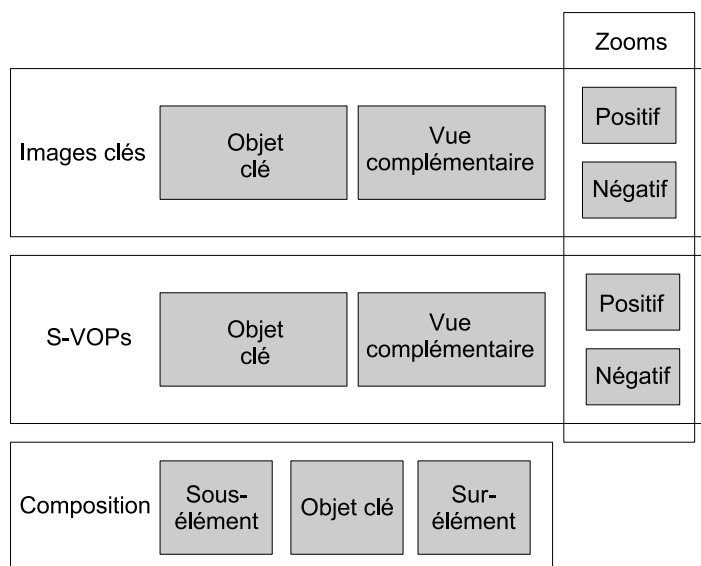 Zooms
Images clés
Objet
clé
Vue
complémentaire
Positif
Négatif
S-VOPs
Objet
clé
Vue
complémentaire
Positif
Négatif
Composition
Sous-
élément
Objet clé
Sur-
élément